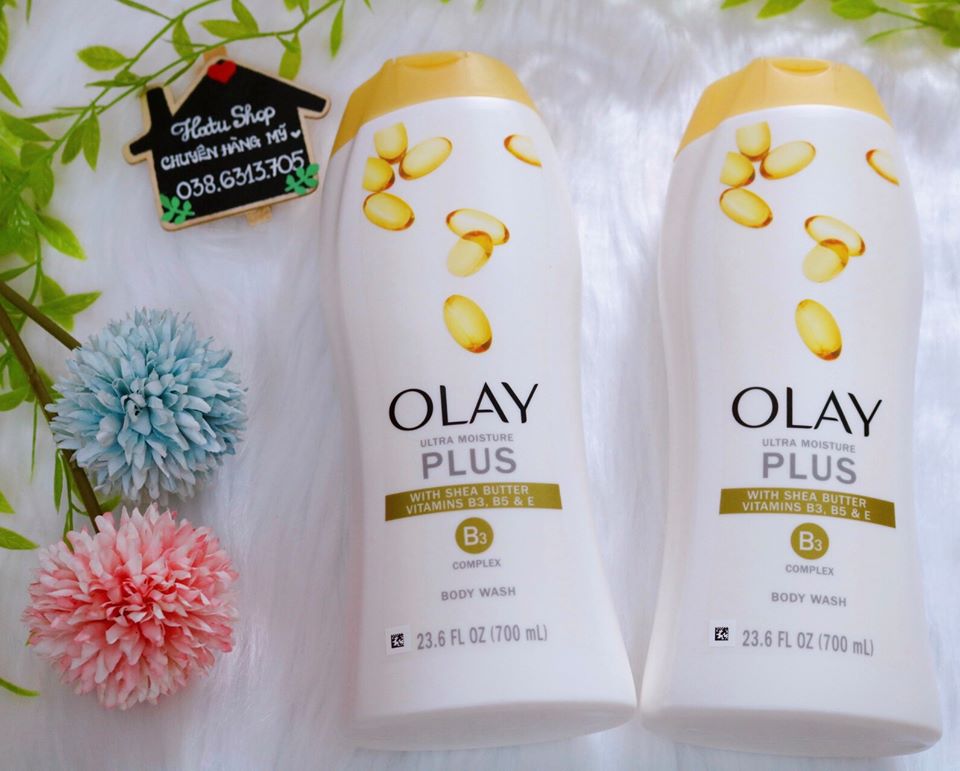 Hatu Shop
CHUYÊN HÀNG MỸ
038.6313.705
OLAY
ULTRA MOISTURE
PLUS
WITH SHEA BUTTER
VITAMINS B3, B5 & E
B3
COMPLEX
BODY WASH
23.6 FL OZ (700 mL)
OLAY
ULTRA MOISTURE
PLUS
WITH SHEA BUTTER
VITAMINS B3, B5 & E
B3
COMPLEX
BODY WASH
23.6 FL OZ (700 mL)